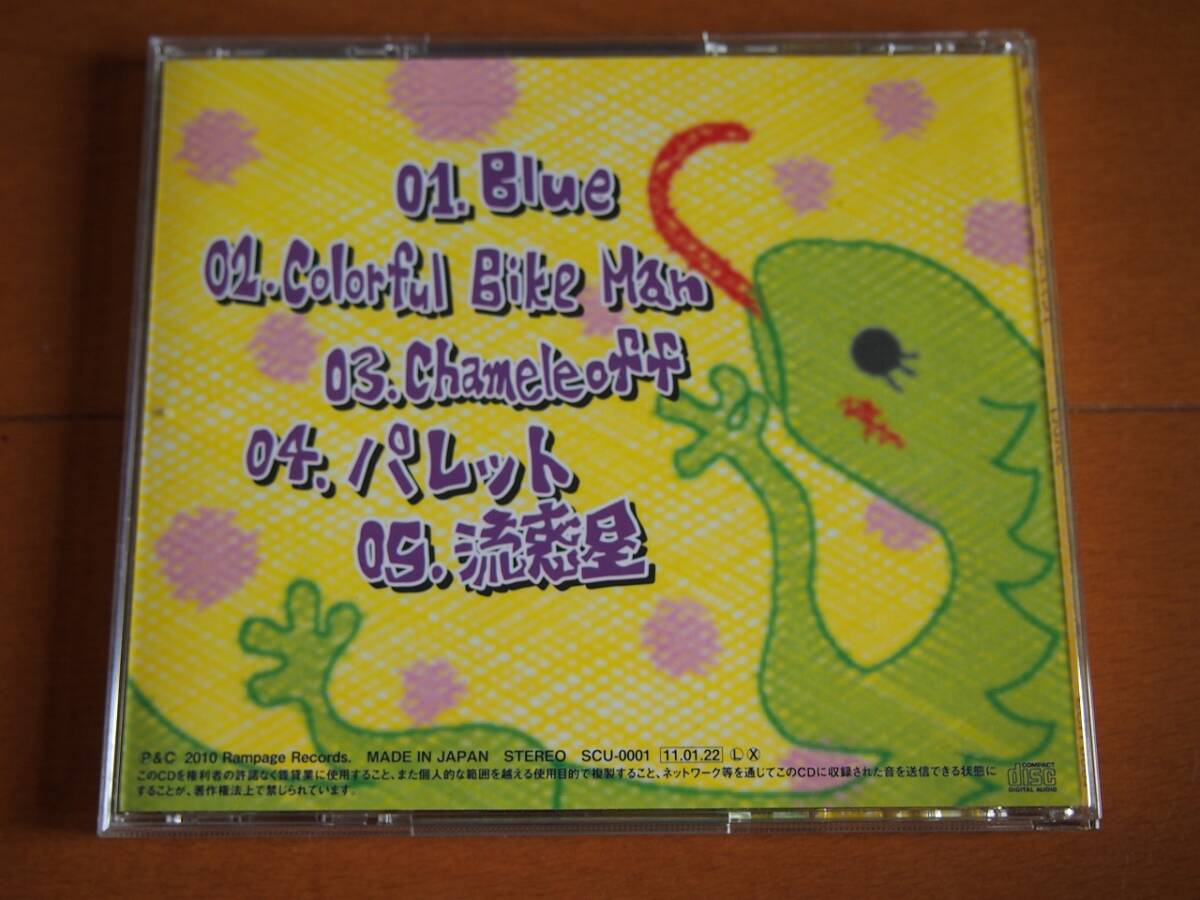 01. Blue
02. Colorful Bike Man
03. Chameleoff
04. パレット
05. 流惑星
P&C 2010 Rampage Records. MADE IN JAPAN STEREO SCU-0001 11.01.22 Ⓛ Ⓧ
このCDを権利者の許諾なく賃貸業に使用すること、また個人的な範囲を越える使用目的で複製すること、ネットワーク等を通じてこのCDに収録された音を送信できる状態に
することが、著作権法上で禁じられています。
COMPACT
disc
DIGITAL AUDIO